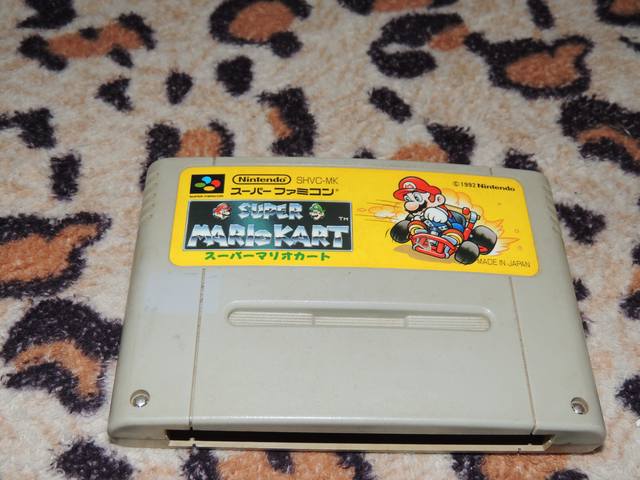 Nintendo SHVC-MK
スーパーファミコン
SUPER
MARIO KART TM
スーパーマリオカート
©1992 Nintendo
MADE IN JAPAN